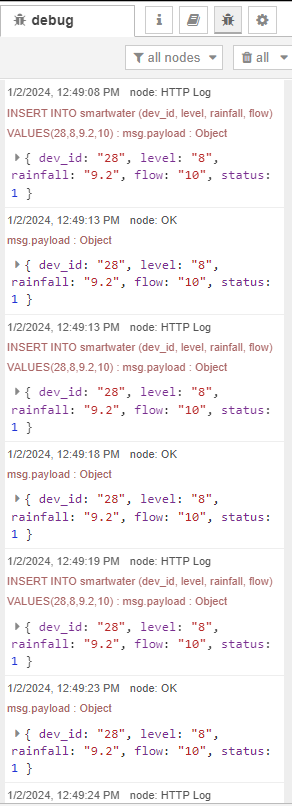 debug
i
all nodes
all
1/2/2024, 12:49:08 PM node: HTTP Log
INSERT INTO smartwater (dev_id, level, rainfall, flow)
VALUES(28,8,9.2,10) : msg.payload : Object
{ dev_id: "28", level: "8",
rainfall: "9.2", flow: "10", status:
1 }
1/2/2024, 12:49:13 PM node: OK
msg.payload : Object
{ dev_id: "28", level: "8",
rainfall: "9.2", flow: "10", status:
1 }
1/2/2024, 12:49:13 PM node: HTTP Log
INSERT INTO smartwater (dev_id, level, rainfall, flow)
VALUES(28,8,9.2,10) : msg.payload : Object
{ dev_id: "28", level: "8",
rainfall: "9.2", flow: "10", status:
1 }
1/2/2024, 12:49:18 PM node: OK
msg.payload : Object
{ dev_id: "28", level: "8",
rainfall: "9.2", flow: "10", status:
1 }
1/2/2024, 12:49:19 PM node: HTTP Log
INSERT INTO smartwater (dev_id, level, rainfall, flow)
VALUES(28,8,9.2,10) : msg.payload : Object
{ dev_id: "28", level: "8",
rainfall: "9.2", flow: "10", status:
1 }
1/2/2024, 12:49:23 PM node: OK
msg.payload : Object
{ dev_id: "28", level: "8",
rainfall: "9.2", flow: "10", status:
1 }
1/2/2024, 12:49:24 PM node: HTTP Log